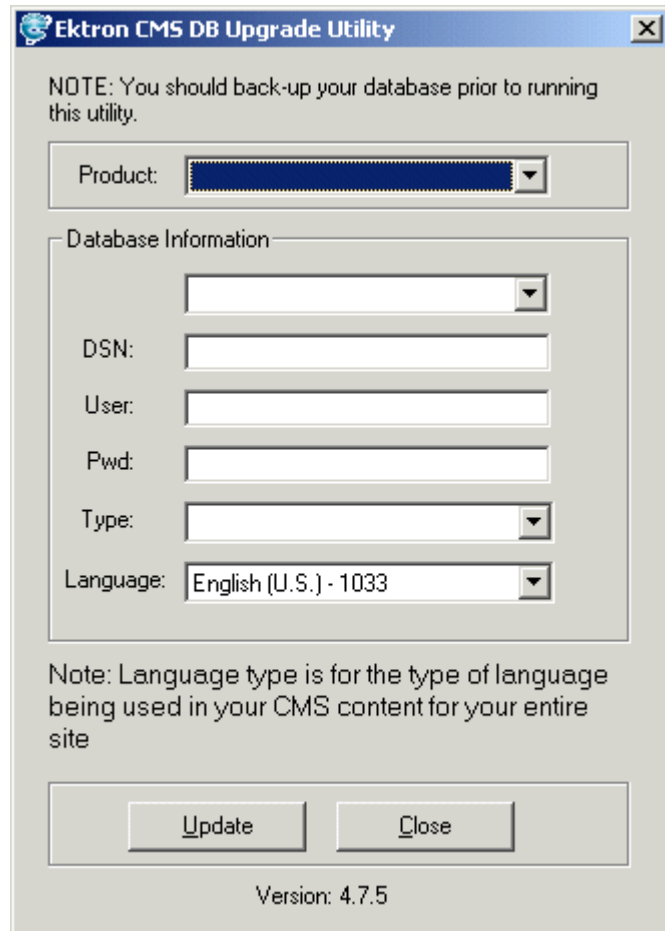 Ektron CMS DB Upgrade Utility
NOTE: You should back-up your database prior to running
this utility.
Product:
Database Information
DSN:
User:
Pwd:
Type:
Language: English (U.S.) - 1033
Note: Language type is for the type of language
being used in your CMS content for your entire
site
Update Close
Version: 4.7.5